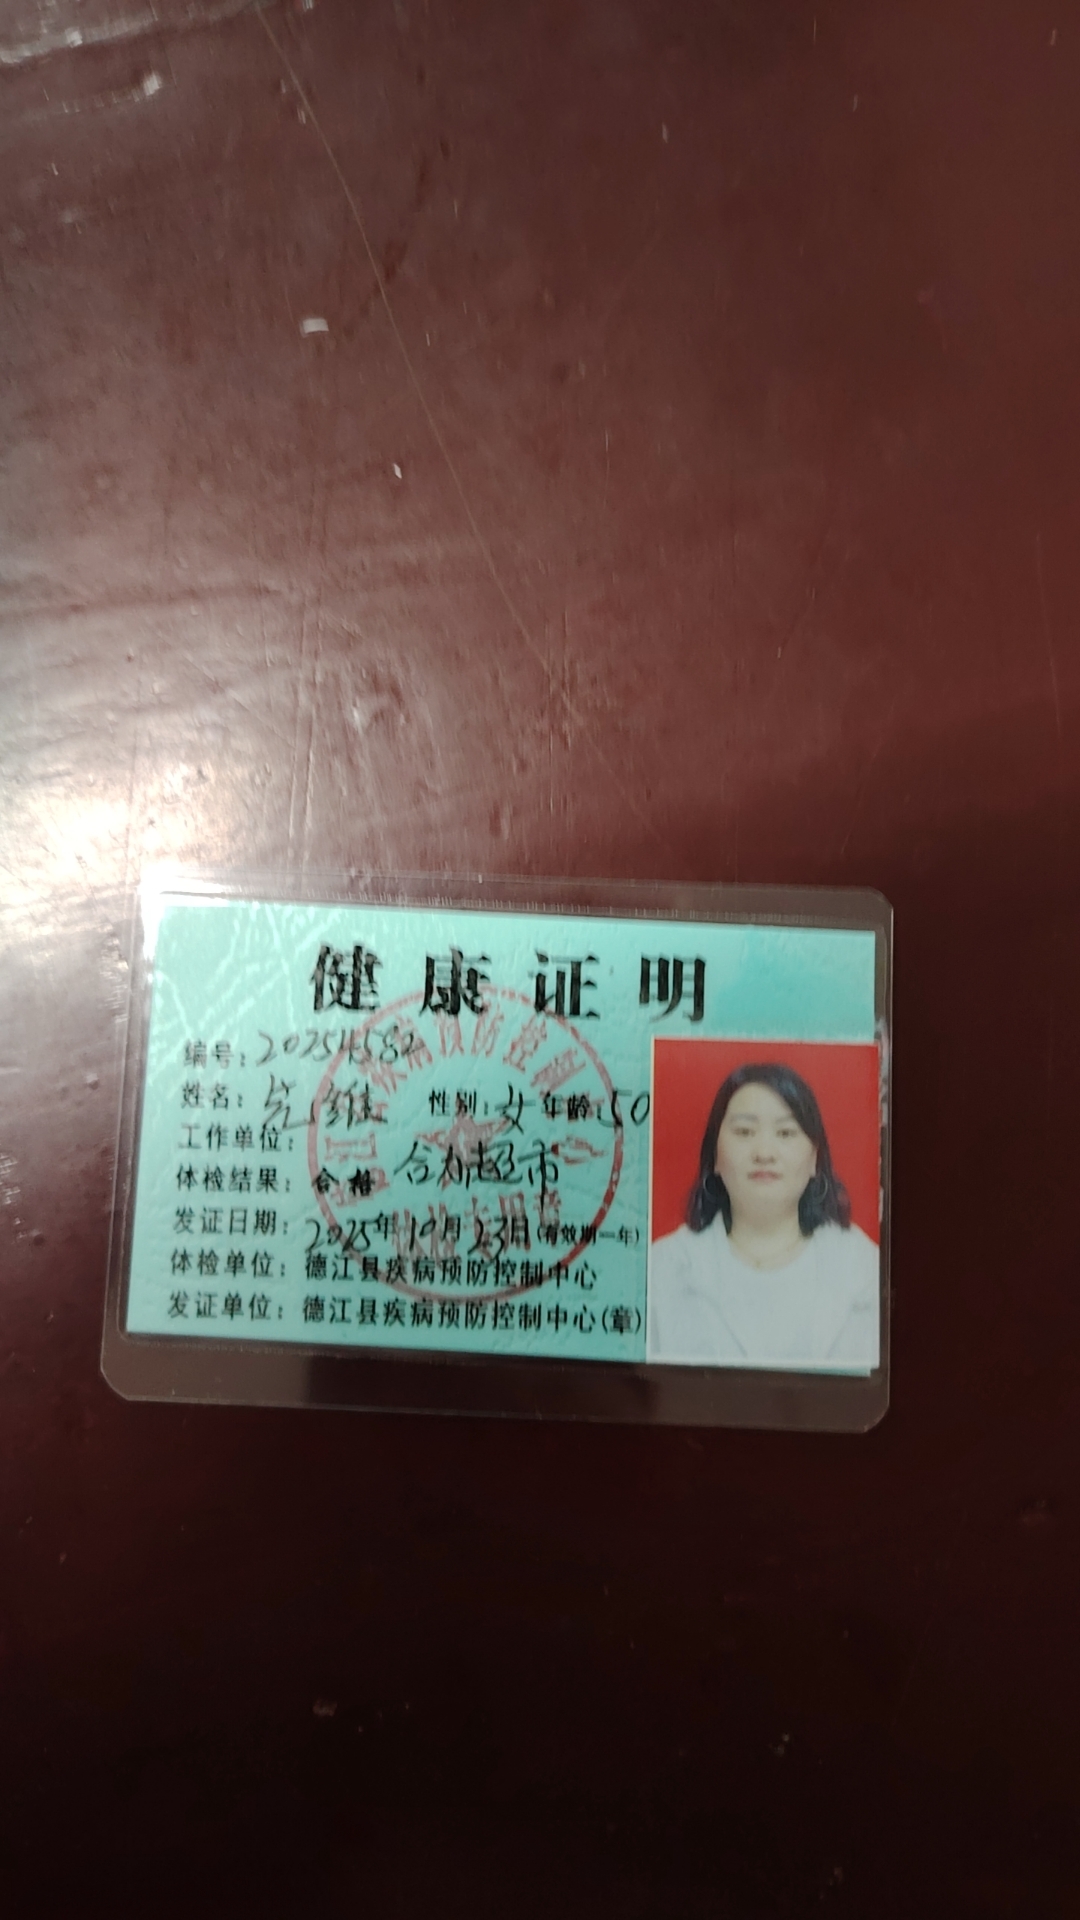 健康证明
编号:202514582
姓名: 维 性别:女 年龄:50
工作单位:
体检结果: 合格 合力超市
发证日期: 2025年10月23日(有效期一年)
体检单位: 德江县疾病预防控制中心
发证单位: 德江县疾病预防控制中心(章)